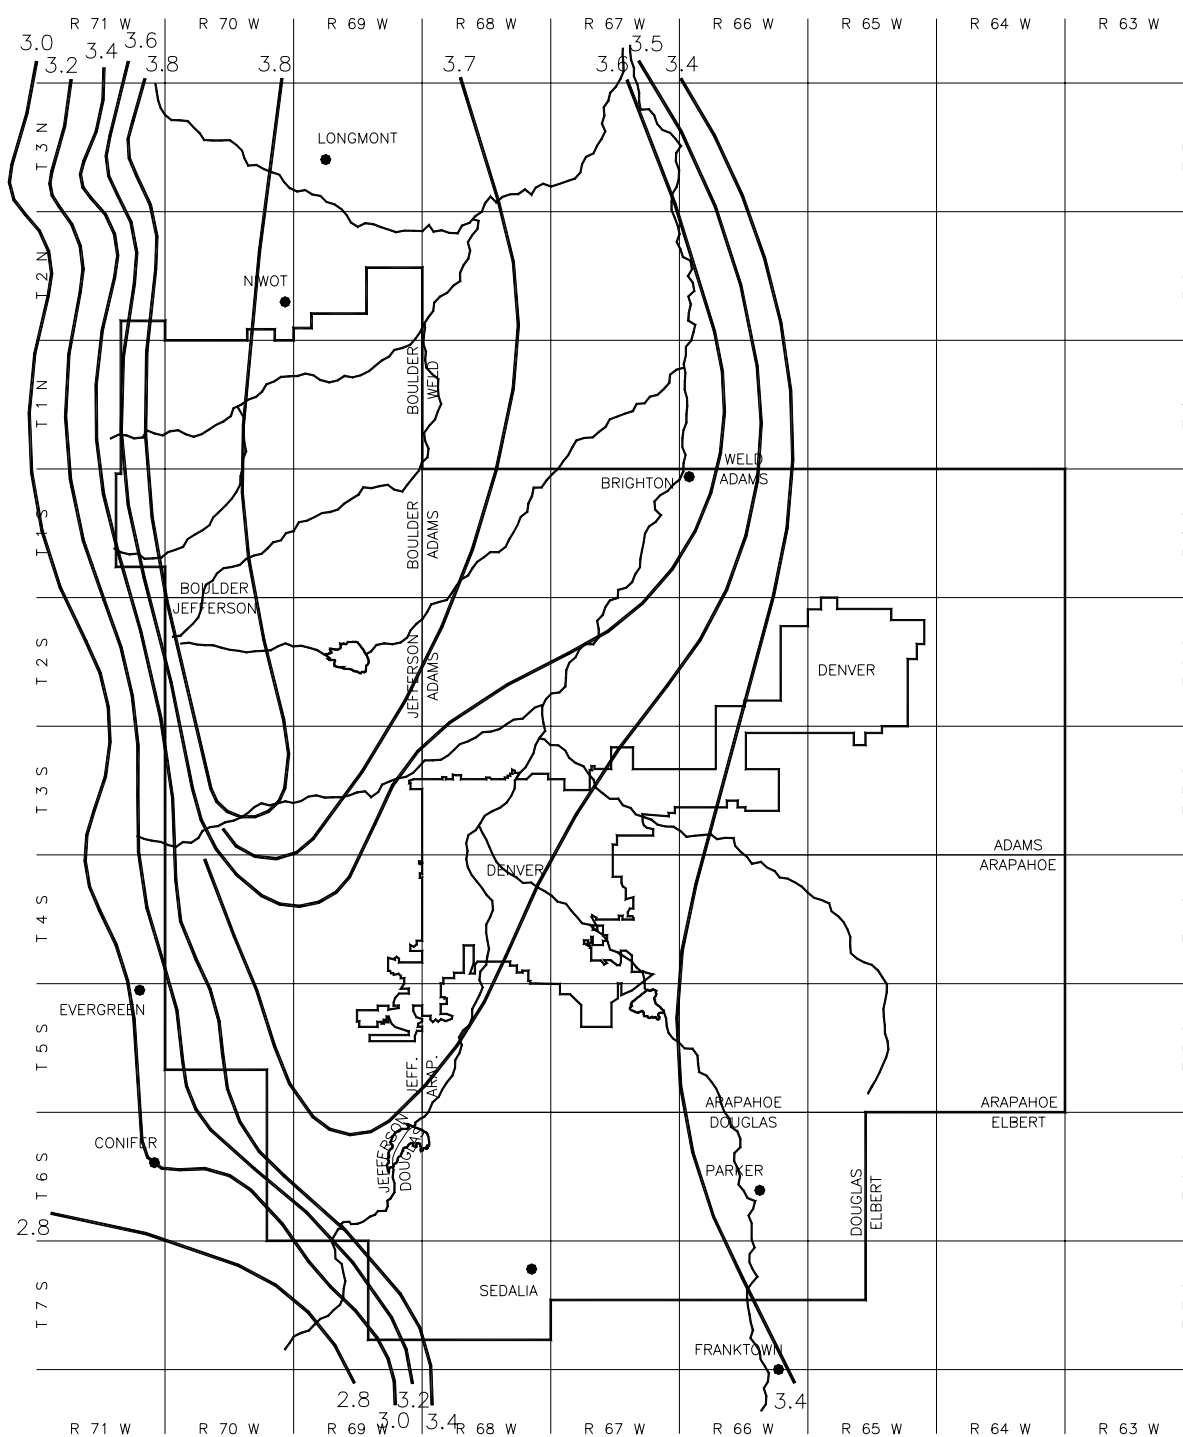 R 71 W
R 70 W
R 69 W
R 68 W
R 67 W
R 66 W
R 65 W
R 64 W
R 63 W
3.0
3.2
3.4
3.6
3.8
3.8
3.7
3.6
3.5
3.4
T 3 N
LONGMONT
T 2 N
NIWOT
T 1 N
BOULDER
WELD
WELD
ADAMS
BRIGHTON
T 1 S
BOULDER
ADAMS
BOULDER
JEFFERSON
T 2 S
JEFFERSON
ADAMS
DENVER
T 3 S
ADAMS
ARAPAHOE
DENVER
T 4 S
EVERGREEN
T 5 S
JEFF.
ARAP.
ARAPAHOE
DOUGLAS
ARAPAHOE
ELBERT
CONIFER
JEFFERSON
DOUGLAS
T 6 S
PARKER
DOUGLAS
ELBERT
2.8
SEDALIA
T 7 S
FRANKTOWN
2.8
3.0
3.2
3.4
3.4
R 71 W
R 70 W
R 69 W
R 68 W
R 67 W
R 66 W
R 65 W
R 64 W
R 63 W